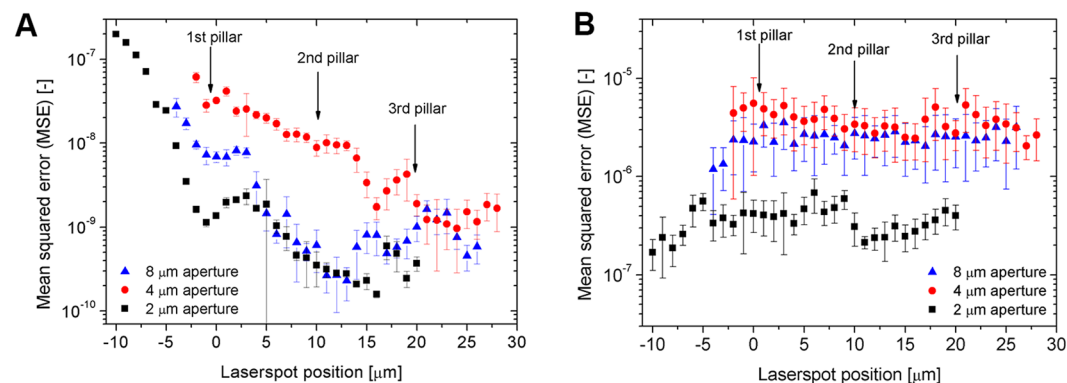 A
Mean squared error (MSE) [-]
10⁻⁷
10⁻⁸
10⁻⁹
10⁻¹⁰
1st pillar
2nd pillar
3rd pillar
8 μm aperture
4 μm aperture
2 μm aperture
-10 -5 0 5 10 15 20 25 30
Laserspot position [μm]
B
Mean squared error (MSE) [-]
10⁻⁵
10⁻⁶
10⁻⁷
1st pillar
2nd pillar
3rd pillar
8 μm aperture
4 μm aperture
2 μm aperture
-10 -5 0 5 10 15 20 25 30
Laserspot position [μm]